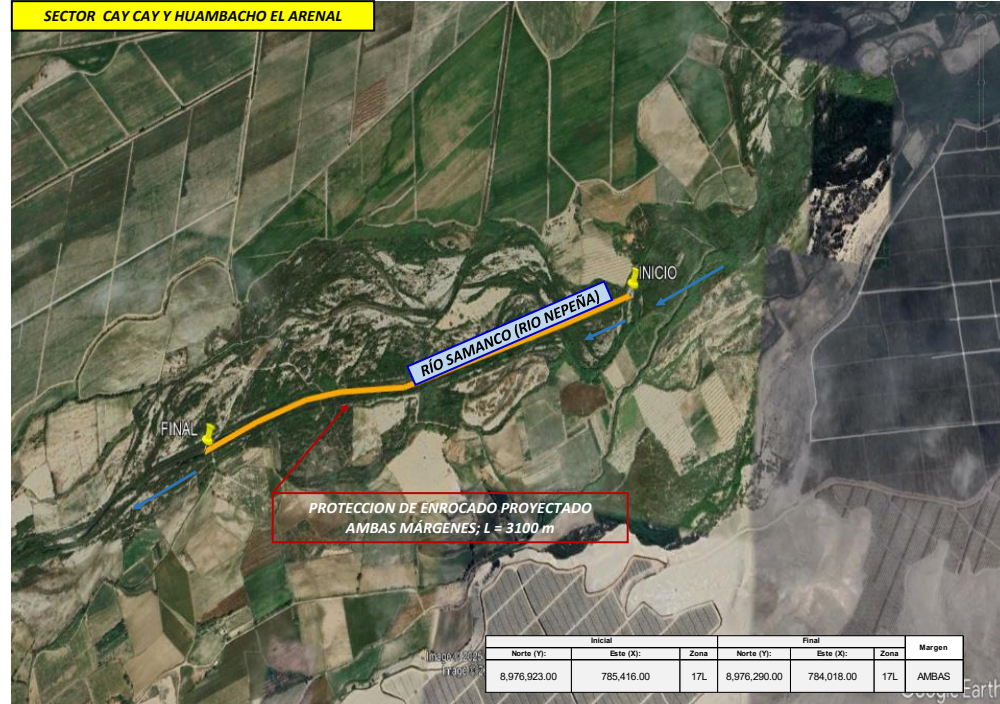 SECTOR CAY CAY Y HUAMBACHO EL ARENAL
INICIO
RÍO SAMANCO (RIO NEPEÑA)
FINAL
PROTECCION DE ENROCADO PROYECTADO
AMBAS MÁRGENES; L = 3100 m
Inicial Final Margen
Norte (Y): Este (X): Zona Norte (Y): Este (X): Zona
8,976,923.00 785,416.00 17L 8,976,290.00 784,018.00 17L AMBAS
Google Earth